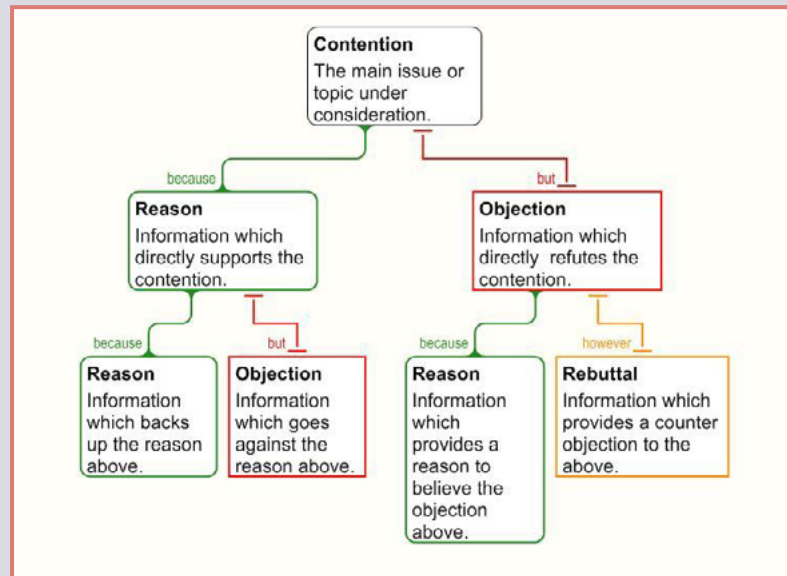 Contention
The main issue or
topic under
consideration.
because
but
Reason
Information which
directly supports the
contention.
Objection
Information which
directly refutes the
contention.
because
but
because
however
Reason
Information
which backs
up the reason
above.
Objection
Information
which goes
against the
reason above.
Reason
Information
which
provides a
reason to
believe the
objection
above.
Rebuttal
Information which
provides a counter
objection to the
above.